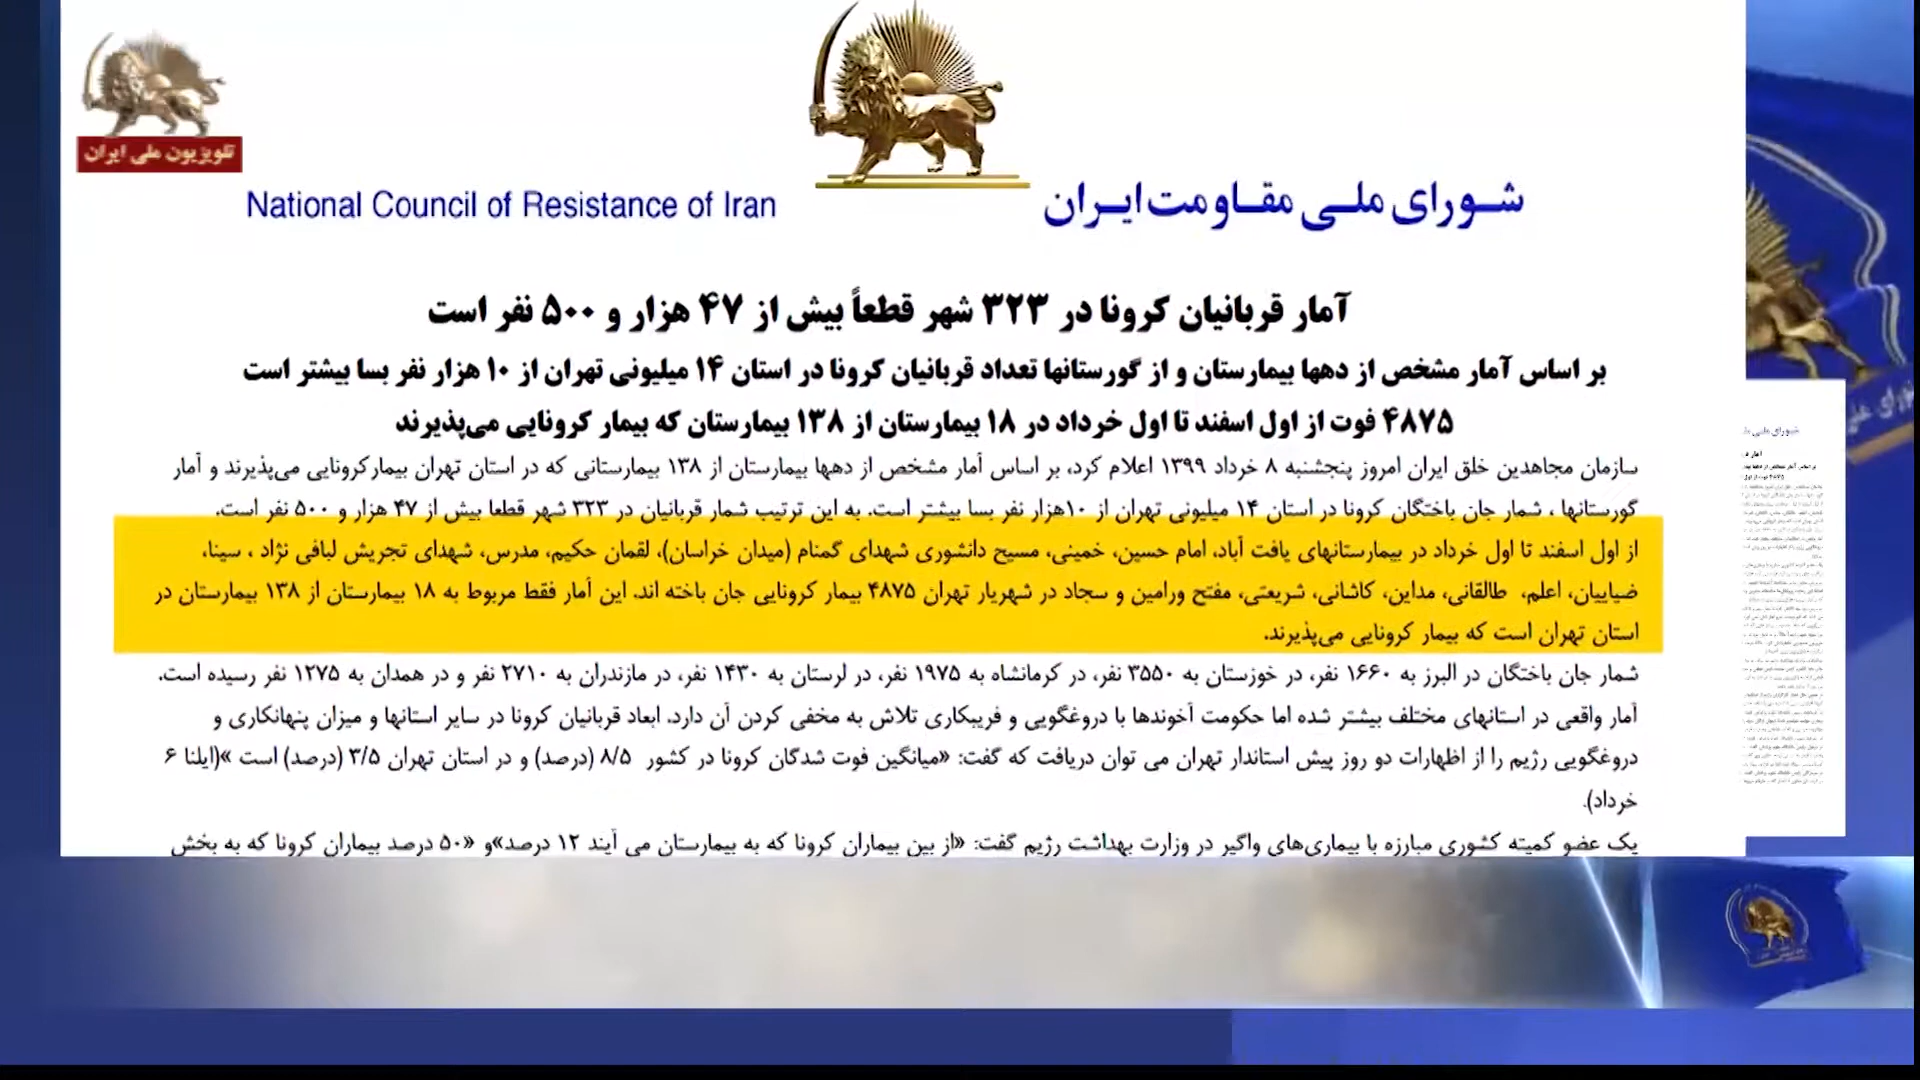 تلویزیون ملی ایران
National Council of Resistance of Iran
شـورای ملـی مقـاومت ایـران
آمار قربانیان کرونا در ۳۲۳ شهر قطعاً بیش از ۴۷ هزار و ۵۰۰ نفر است
بر اساس آمار مشخص از دهها بیمارستان و از گورستانها تعداد قربانیان کرونا در استان ۱۴ میلیونی تهران از ۱۰ هزار نفر بسا بیشتر است
۴۸۷۵ فوت از اول اسفند تا اول خرداد در ۱۸ بیمارستان از ۱۳۸ بیمارستان که بیمار کرونایی می‌پذیرند
سازمان مجاهدین خلق ایران امروز پنجشنبه ۸ خرداد ۱۳۹۹ اعلام کرد، بر اساس آمار مشخص از دهها بیمارستان از ۱۳۸ بیمارستانی که در استان تهران بیمارکرونایی می‌پذیرند و آمار
گورستانها ، شمار جان باختگان کرونا در استان ۱۴ میلیونی تهران از ۱۰هزار نفر بسا بیشتر است. به این ترتیب شمار قربانیان در ۳۲۳ شهر قطعا بیش از ۴۷ هزار و ۵۰۰ نفر است.
از اول اسفند تا اول خرداد در بیمارستانهای یافت آباد، امام حسین، خمینی، مسیح دانشوری شهدای گمنام (میدان خراسان)، لقمان حکیم، مدرس، شهدای تجریش لبافی نژاد ، سینا،
ضیاییان، اعلم، طالقانی، مداین، کاشانی، شریعتی، مفتح ورامین و سجاد در شهریار تهران ۴۸۷۵ بیمار کرونایی جان باخته اند. این آمار فقط مربوط به ۱۸ بیمارستان از ۱۳۸ بیمارستان در
استان تهران است که بیمار کرونایی می‌پذیرند.
شمار جان باختگان در البرز به ۱۶۶۰ نفر، در خوزستان به ۳۵۵۰ نفر، در کرمانشاه به ۱۹۷۵ نفر، در لرستان به ۱۴۳۰ نفر، در مازندران به ۲۷۱۰ نفر و در همدان به ۱۲۷۵ نفر رسیده است.
آمار واقعی در استانهای مختلف بیشتر شده اما حکومت آخوندها با دروغگویی و فریبکاری تلاش به مخفی کردن آن دارد. ابعاد قربانیان کرونا در سایر استانها و میزان پنهانکاری و
دروغگویی رژیم را از اظهارات دو روز پیش استاندار تهران می توان دریافت که گفت: «میانگین فوت شدگان کرونا در کشور ۸/۵ (درصد) و در استان تهران ۳/۵ (درصد) است »(ایلنا ۶
خرداد).
یک عضو کمیته کشوری مبارزه با بیماری‌های واگیر در وزارت بهداشت رژیم گفت: «از بین بیماران کرونا که به بیمارستان می آیند ۱۲ درصد»و «۵۰ درصد بیماران کرونا که به بخش
شورای ملی